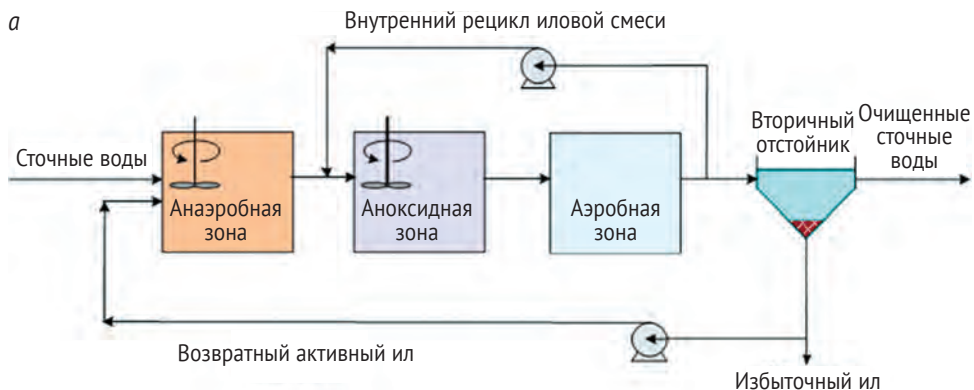 а
Внутренний рецикл иловой смеси
Сточные воды
Анаэробная
зона
Аноксидная
зона
Аэробная
зона
Вторичный
отстойник
Очищенные
сточные
воды
Возвратный активный ил
Избыточный ил